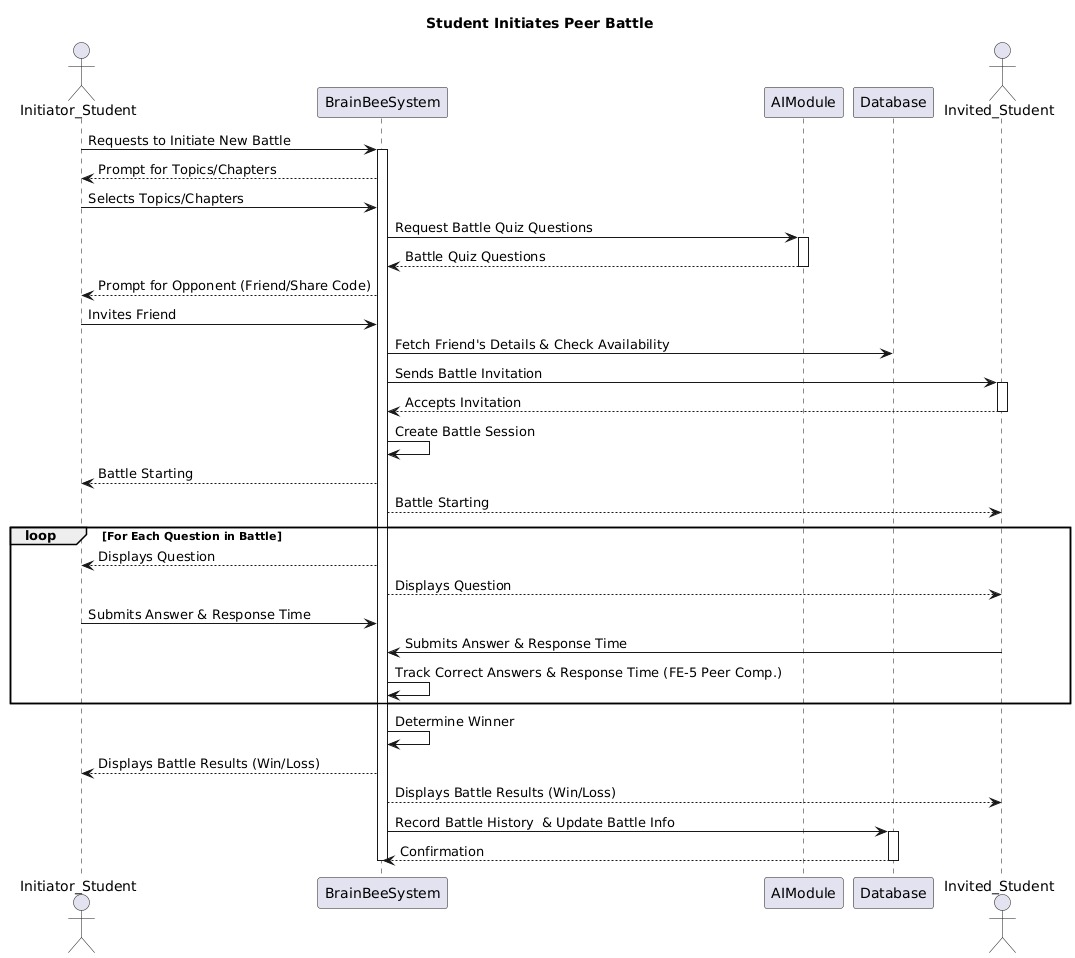 Student Initiates Peer Battle
Initiator_Student
BrainBeeSystem
AIModule
Database
Invited_Student
Requests to Initiate New Battle
Prompt for Topics/Chapters
Selects Topics/Chapters
Request Battle Quiz Questions
Battle Quiz Questions
Prompt for Opponent (Friend/Share Code)
Invites Friend
Fetch Friend's Details & Check Availability
Sends Battle Invitation
Accepts Invitation
Create Battle Session
Battle Starting
Battle Starting
loop [For Each Question in Battle]
Displays Question
Displays Question
Submits Answer & Response Time
Submits Answer & Response Time
Track Correct Answers & Response Time (FE-5 Peer Comp.)
Determine Winner
Displays Battle Results (Win/Loss)
Displays Battle Results (Win/Loss)
Record Battle History  & Update Battle Info
Confirmation
Initiator_Student
BrainBeeSystem
AIModule
Database
Invited_Student